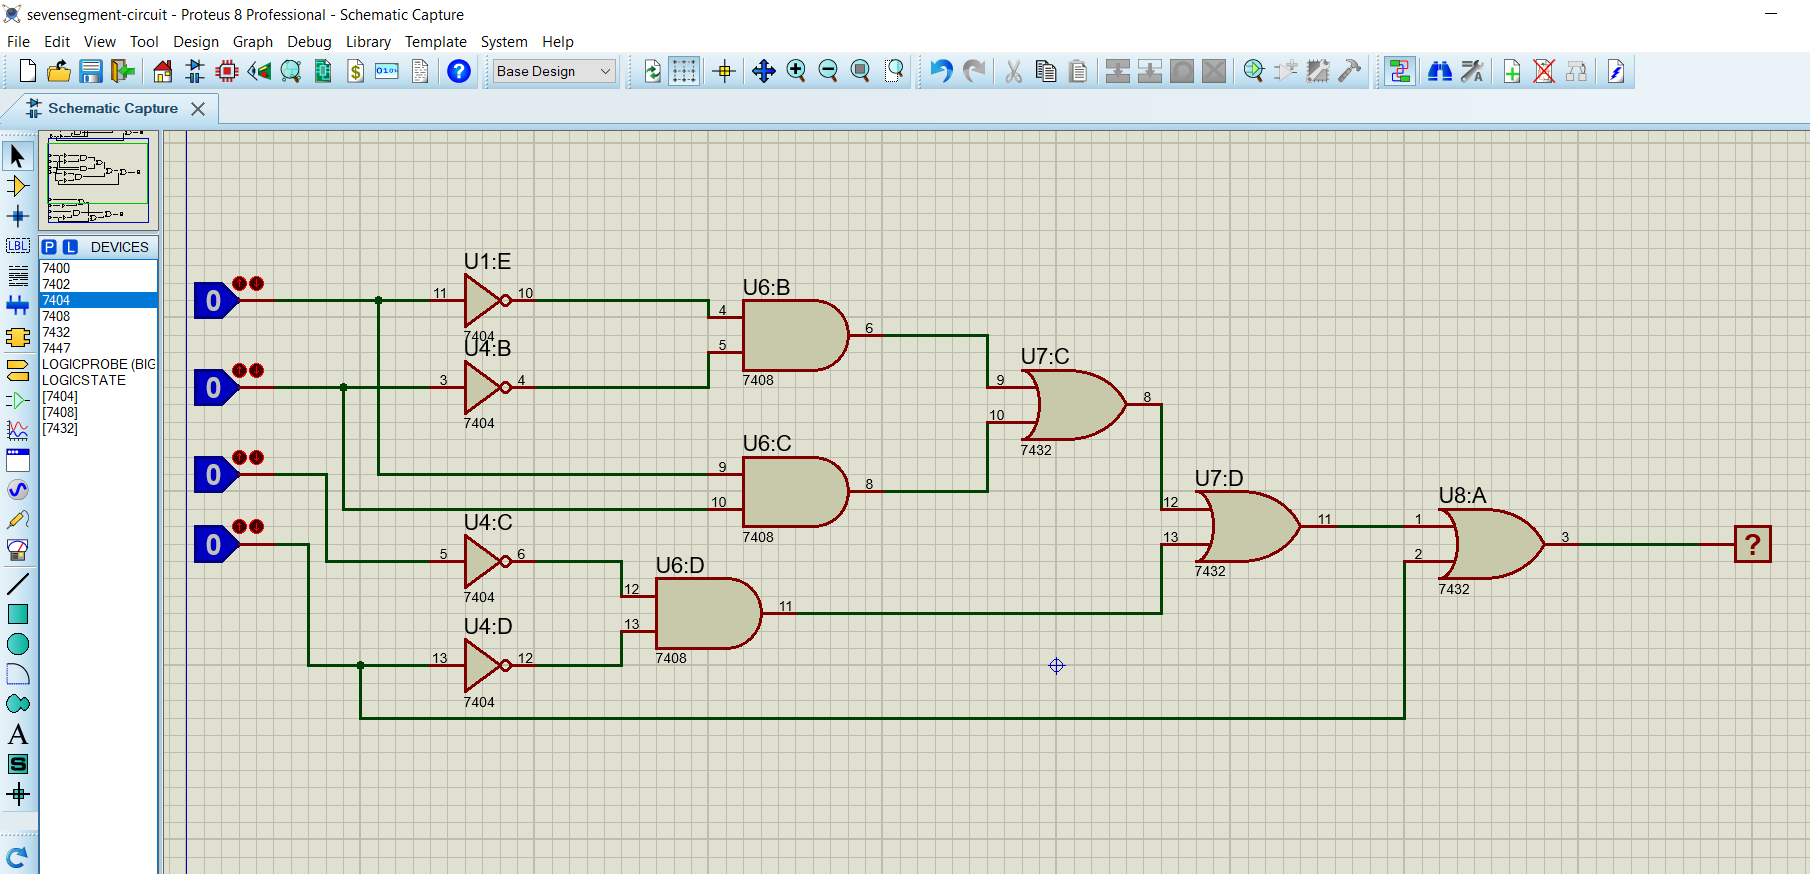 sevensegment-circuit - Proteus 8 Professional - Schematic Capture
File Edit View Tool Design Graph Debug Library Template System Help
$ 0101 ? Base Design
Schematic Capture
P L DEVICES
7400
7402
7404
7408
7432
7447
LOGICPROBE (BIG
LOGICSTATE
[7404]
[7408]
[7432]
LBL
A
S
U1:E
0 11 10
7404
U4:B
0 3 4
7404
U6:B
4
5
6
7408
U6:C
9
10
8
7408
0
0
U4:C
5 6
7404
U4:D
13 12
7404
U6:D
12
13
11
7408
U7:C
9
10
8
7432
U7:D
12
13
11
7432
U8:A
1
2
3
7432
?